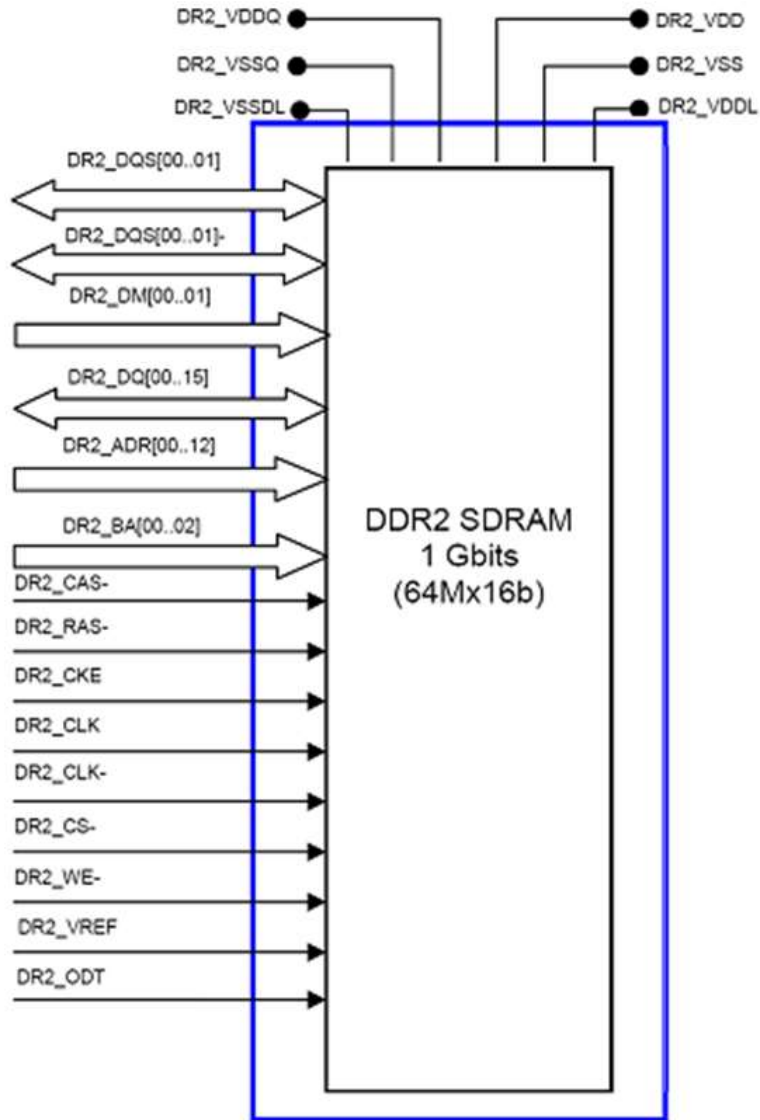 DR2_VDDQ
DR2_VDD
DR2_VSSQ
DR2_VSS
DR2_VSSDL
DR2_VDDL
DR2_DQS[00..01]
DR2_DQS[00..01]-
DR2_DM[00..01]
DR2_DQ[00..15]
DR2_ADR[00..12]
DR2_BA[00..02]
DR2_CAS-
DR2_RAS-
DR2_CKE
DR2_CLK
DR2_CLK-
DR2_CS-
DR2_WE-
DR2_VREF
DR2_ODT
DDR2 SDRAM
1 Gbits
(64Mx16b)